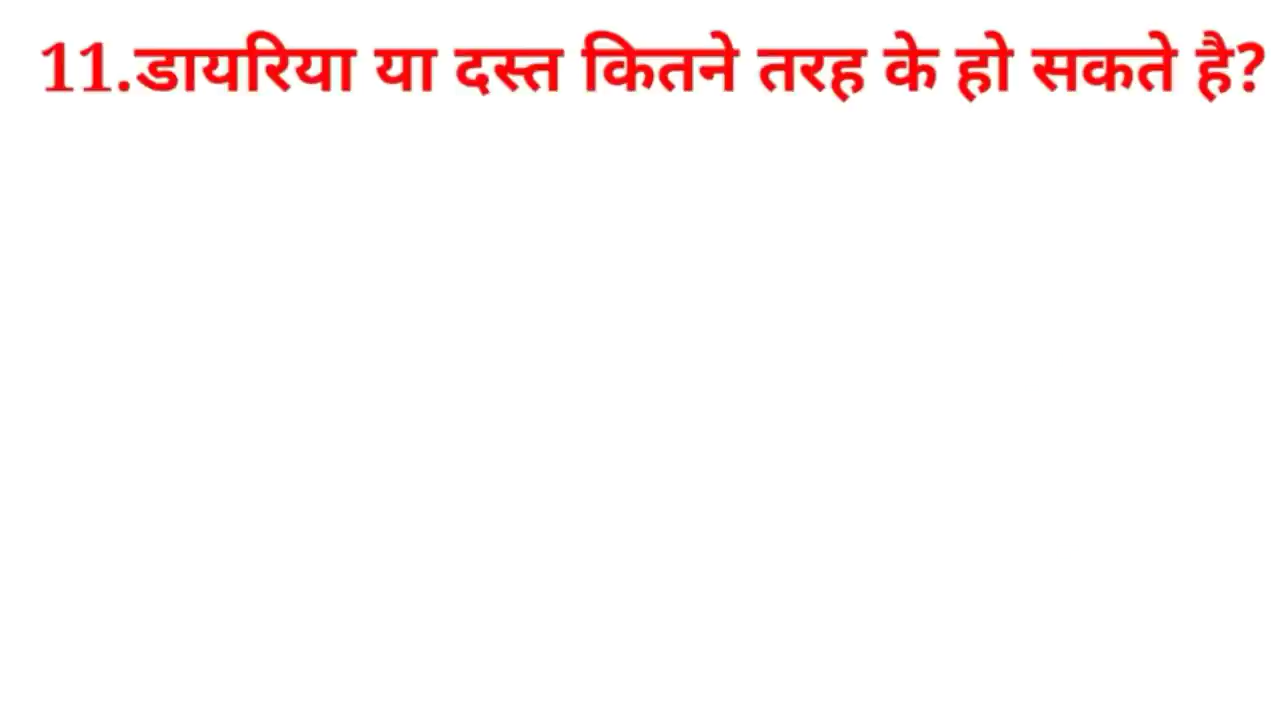 11.डायरिया या दस्त कितने तरह के हो सकते है?